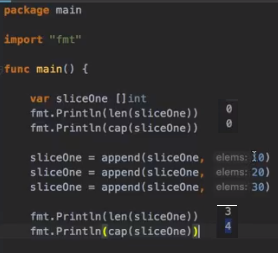 package main
import "fmt"
func main() {
var sliceOne []int
fmt.Println(len(sliceOne)) 0
fmt.Println(cap(sliceOne)) 0
sliceOne = append(sliceOne, elems: 10)
sliceOne = append(sliceOne, elems: 20)
sliceOne = append(sliceOne, elems: 30)
fmt.Println(len(sliceOne)) 3
fmt.Println(cap(sliceOne)) 4